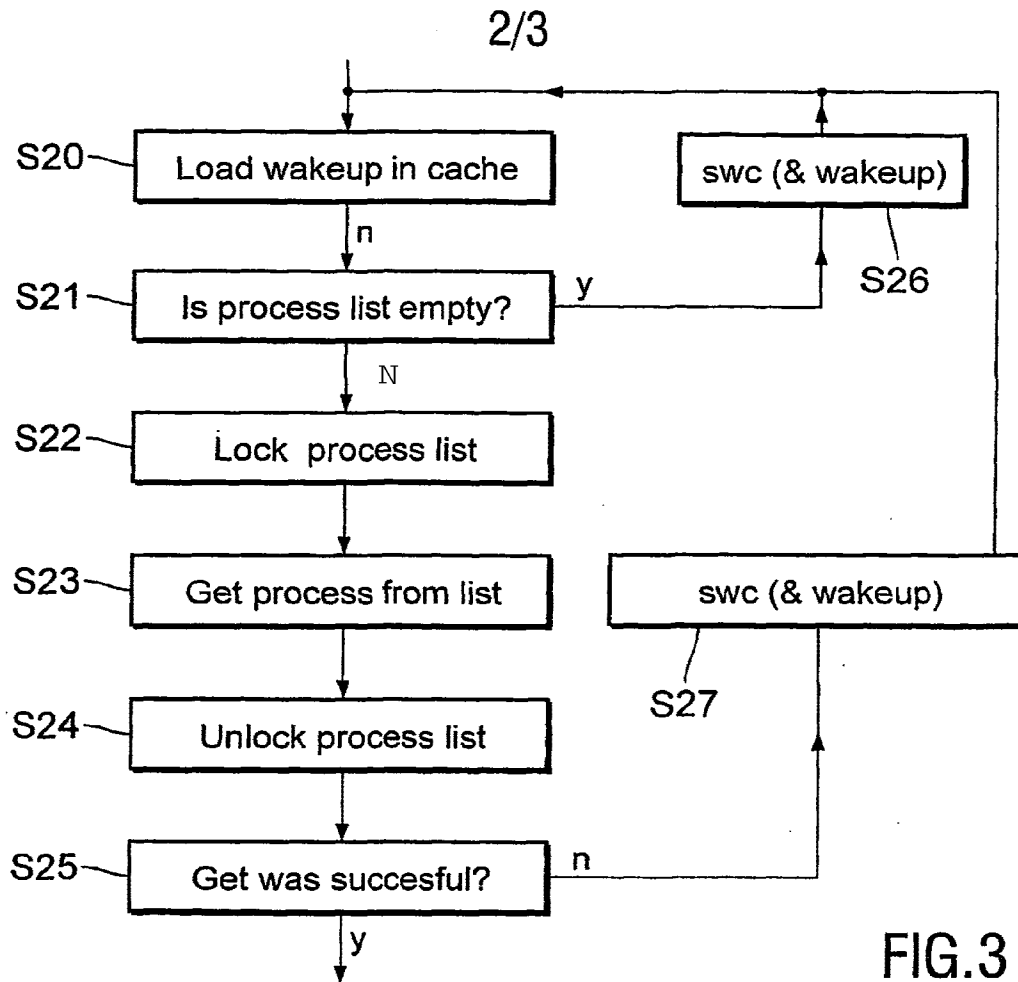 2/3
S20
Load wakeup in cache
swc (& wakeup)
n
S26
S21
Is process list empty?
y
N
S22
Lock process list
S23
Get process from list
swc (& wakeup)
S27
S24
Unlock process list
S25
Get was succesful?
n
y
FIG.3